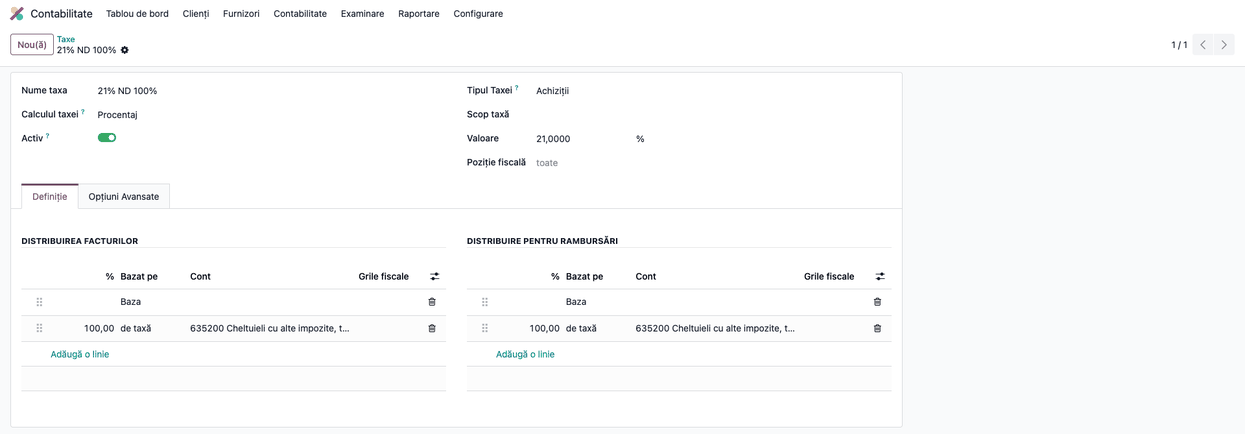 Contabilitate Tablou de bord Clienți Furnizori Contabilitate Examinare Raportare Configurare
Nou(ă) Taxe
21% ND 100%
1 / 1
Nume taxa 21% ND 100% Tipul Taxei ? Achiziții
Calculul taxei ? Procentaj Scop taxă
Activ ? Valoare 21,0000 %
Poziție fiscală toate
Definiție Opțiuni Avansate
DISTRIBUIREA FACTURILOR DISTRIBUIRE PENTRU RAMBURSĂRI
% Bazat pe Cont Grile fiscale % Bazat pe Cont Grile fiscale
Baza Baza
100,00 de taxă 635200 Cheltuieli cu alte impozite, t... 100,00 de taxă 635200 Cheltuieli cu alte impozite, t...
Adăugă o linie Adăugă o linie